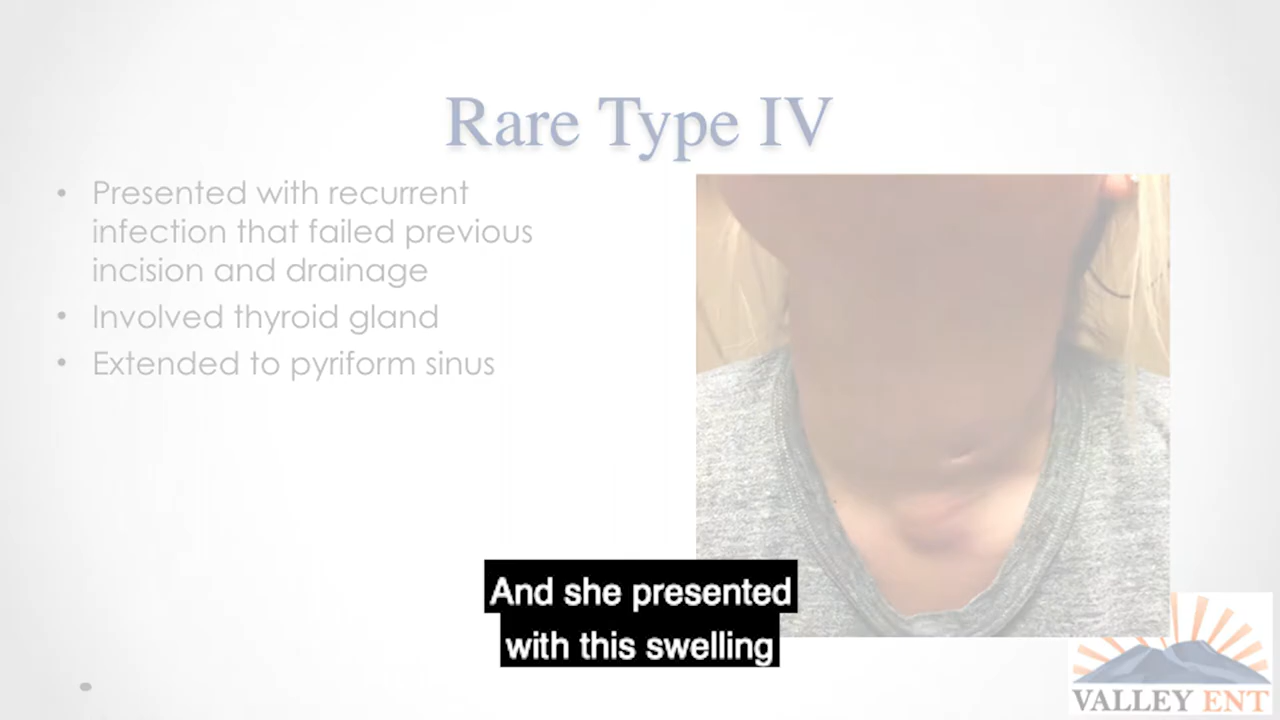 Rare Type IV
• Presented with recurrent
infection that failed previous
incision and drainage
• Involved thyroid gland
• Extended to pyriform sinus
And she presented
with this swelling
VALLEY ENT